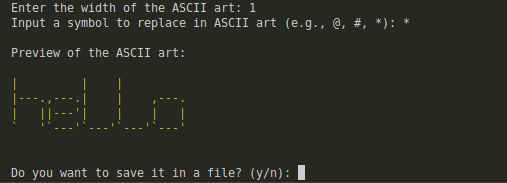 Enter the width of the ASCII art: 1
Input a symbol to replace in ASCII art (e.g., @, #, *): *
Preview of the ASCII art:
hello
Do you want to save it in a file? (y/n):